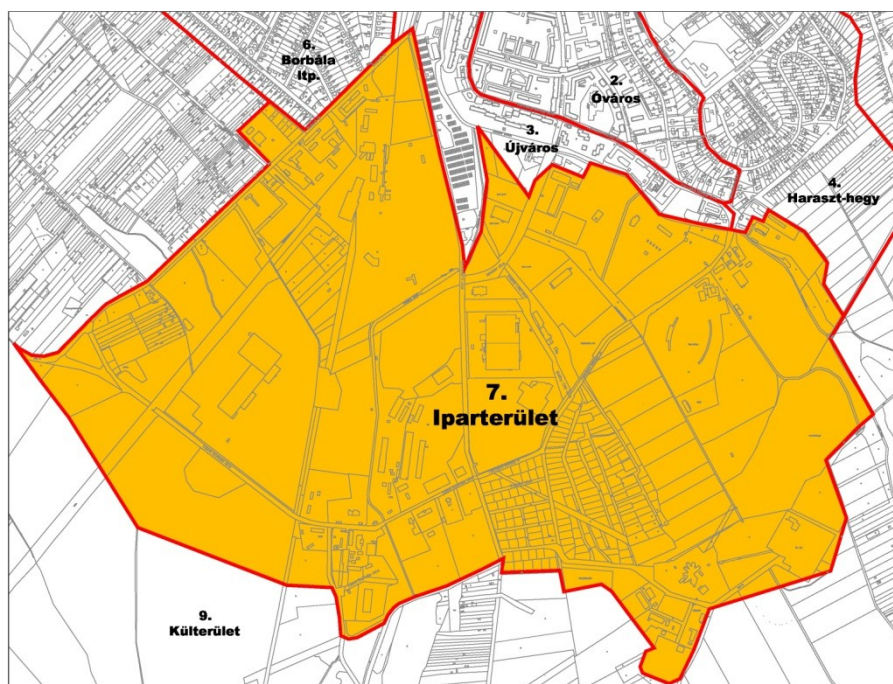 6.
Borbála
ltp.
2.
Óváros
3.
Újváros
4.
Haraszt-hegy
7.
Iparterület
9.
Külterület